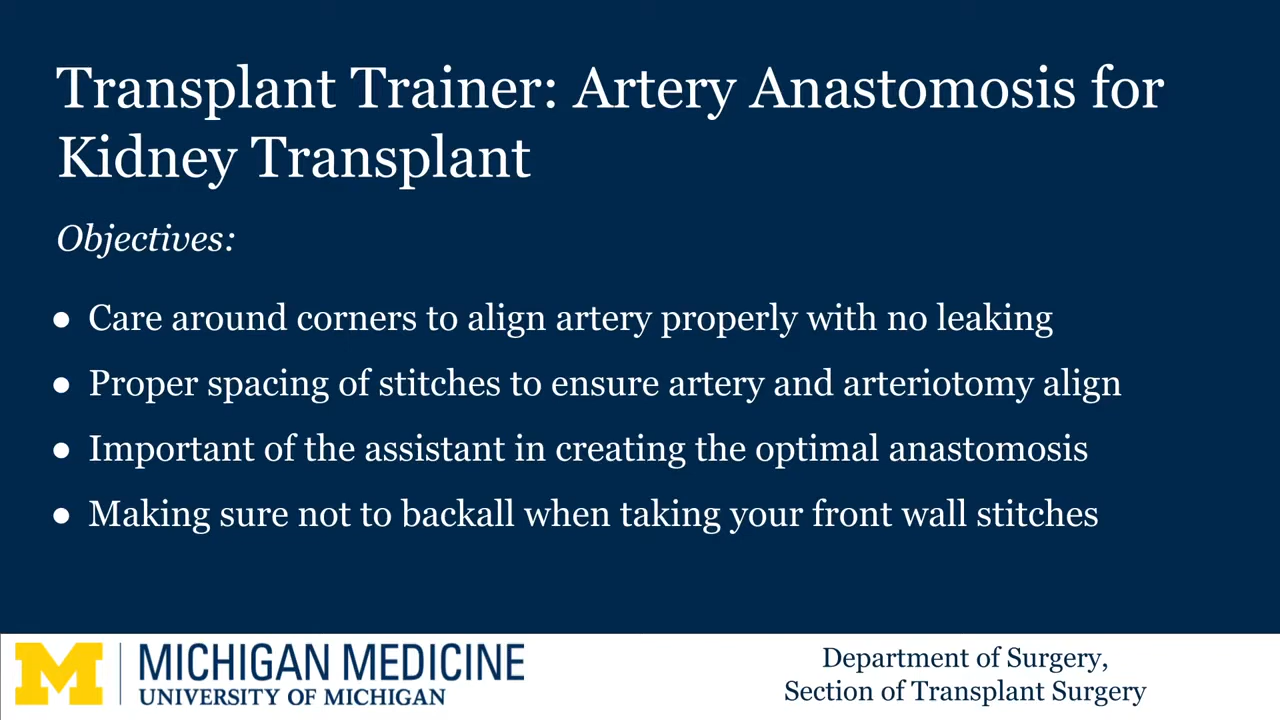 Transplant Trainer: Artery Anastomosis for
Kidney Transplant
Objectives:
● Care around corners to align artery properly with no leaking
● Proper spacing of stitches to ensure artery and arteriotomy align
● Important of the assistant in creating the optimal anastomosis
● Making sure not to backall when taking your front wall stitches
M
MICHIGAN MEDICINE
UNIVERSITY OF MICHIGAN
Department of Surgery,
Section of Transplant Surgery